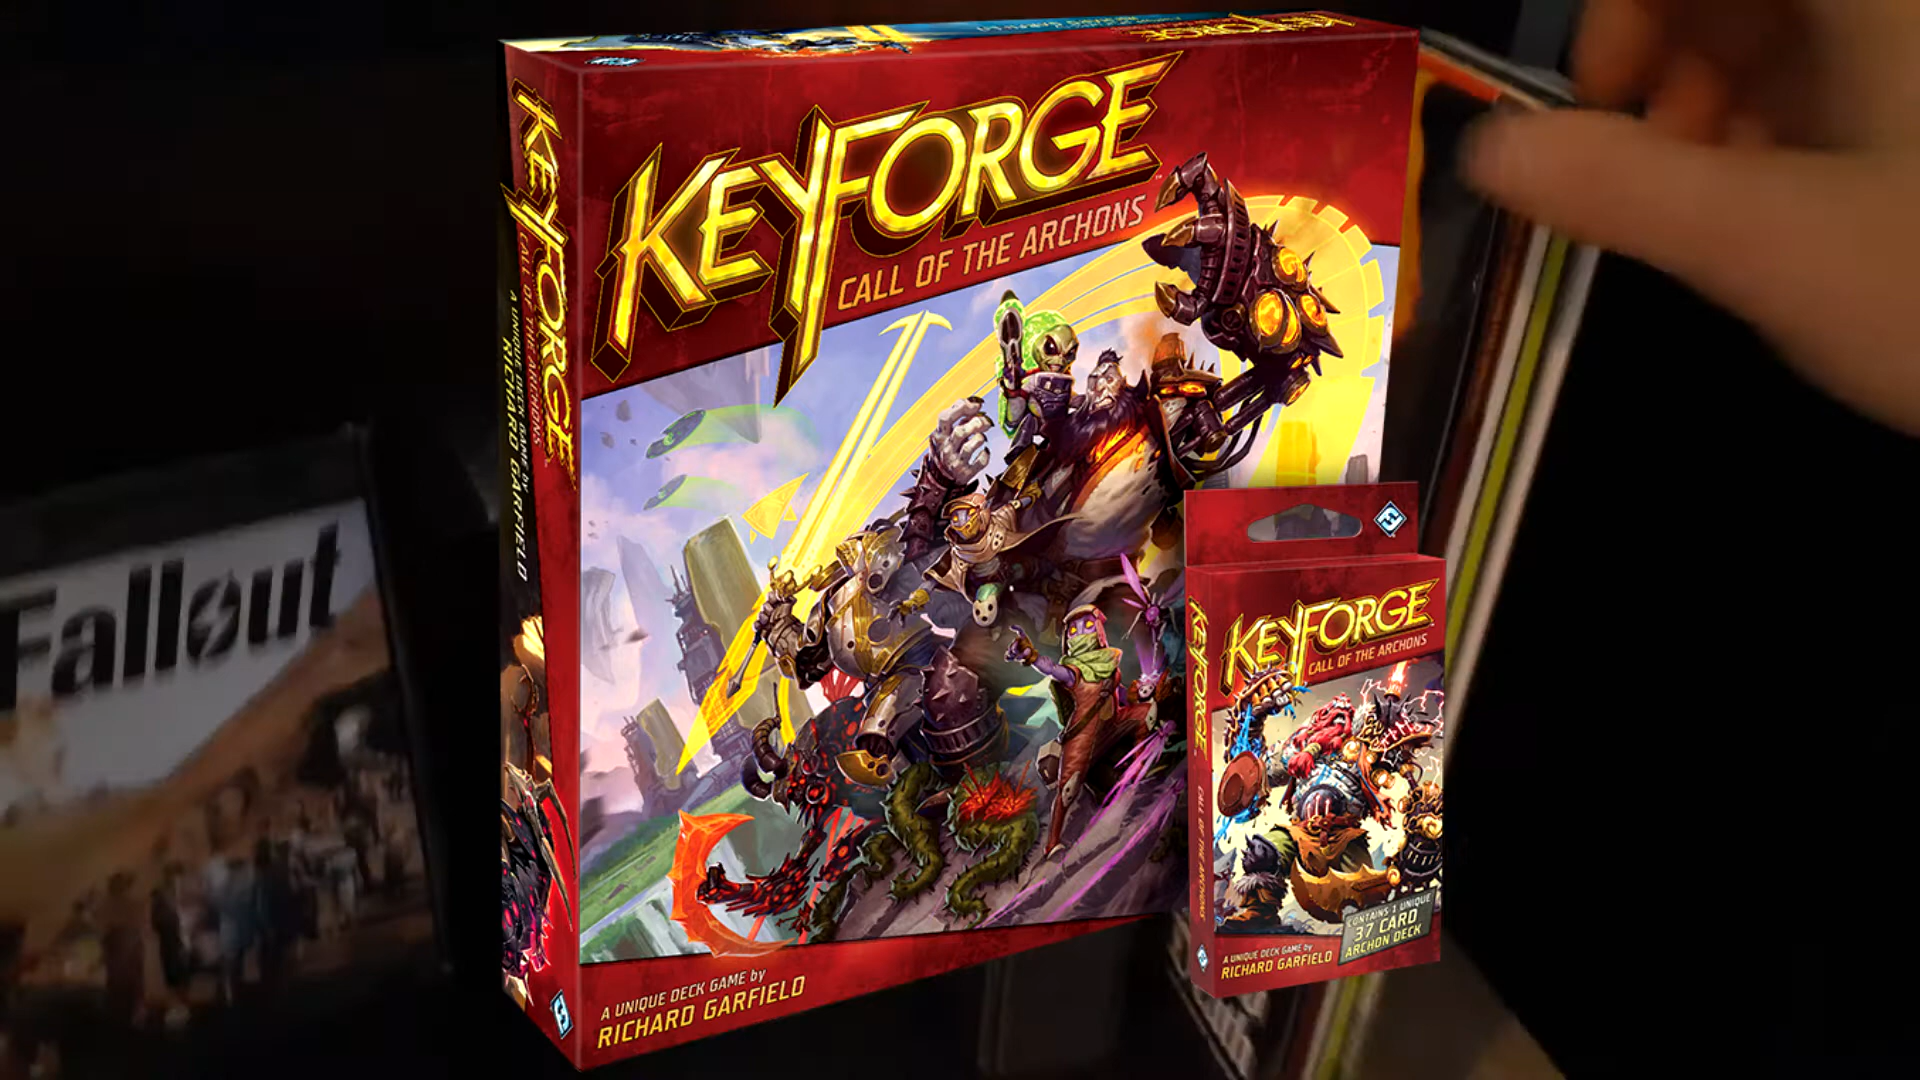 KEYFORGE
CALL OF THE ARCHONS
A UNIQUE DECK GAME by
RICHARD GARFIELD
KEYFORGE
CALL OF THE ARCHONS
A UNIQUE DECK GAME by
RICHARD GARFIELD
KEYFORGE
Fallout
KEYFORGE
CALL OF THE ARCHONS
CONTAINS 1 UNIQUE
37 CARD
ARCHON DECK
A UNIQUE DECK GAME by
RICHARD GARFIELD
KEYFORGE
CALL OF THE ARCHONS